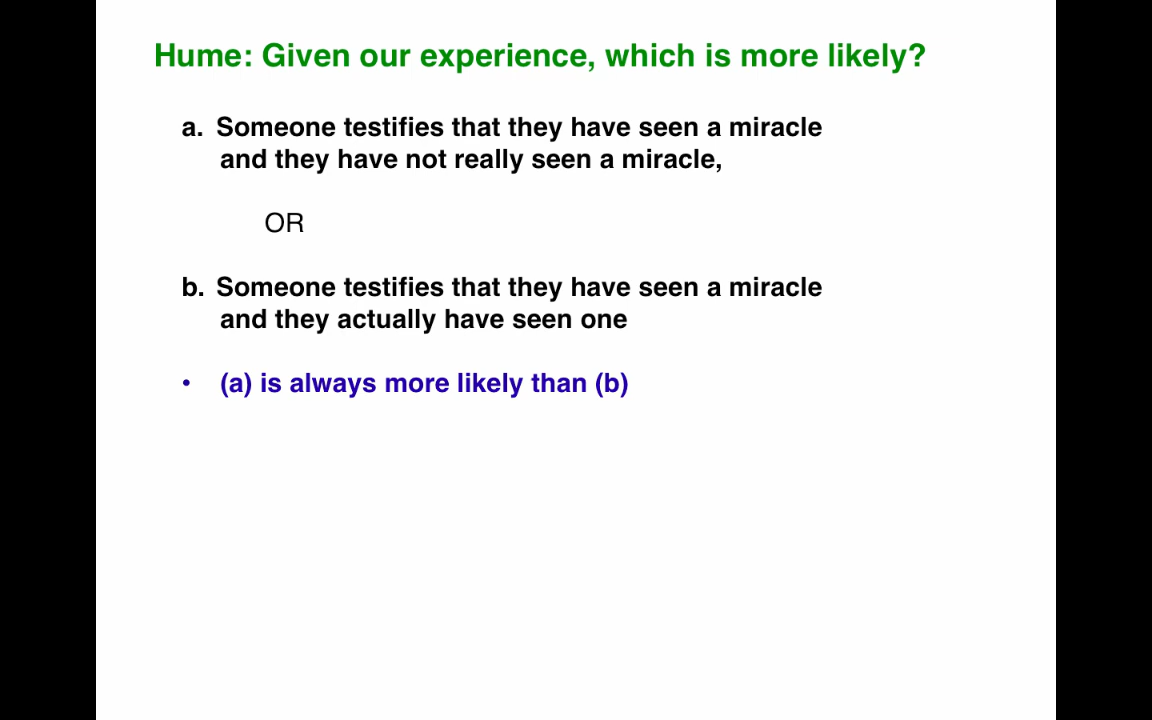 Hume: Given our experience, which is more likely?
a. Someone testifies that they have seen a miracle
and they have not really seen a miracle,
OR
b. Someone testifies that they have seen a miracle
and they actually have seen one
• (a) is always more likely than (b)